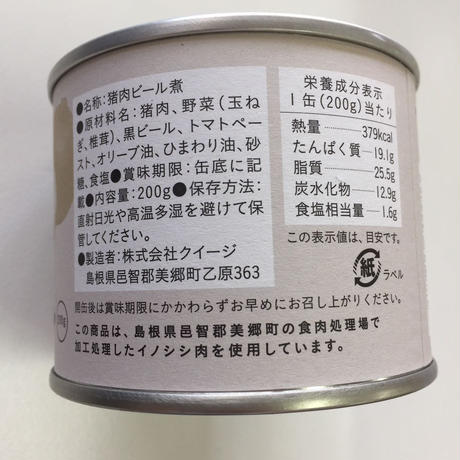 ●名称：猪肉ビール煮
●原材料名：猪肉、野菜（玉ね
ぎ、椎茸）、黒ビール、トマトペー
スト、オリーブ油、ひまわり油、砂
糖、食塩●賞味期限：缶底に記
載●内容量：200g●保存方法：
直射日光や高温多湿を避けて保
管してください。
●製造者：株式会社クイージ
島根県邑智郡美郷町乙原363
栄養成分表示
1缶（200g）当たり
熱量 379kcal
たんぱく質 19.1g
脂質 25.5g
炭水化物 12.9g
食塩相当量 1.6g
この表示値は、目安です。
紙 ラベル
開缶後は賞味期限にかかわらずお早めにお召し上がりください。
この商品は、島根県邑智郡美郷町の食肉処理場で
加工処理したイノシシ肉を使用しています。